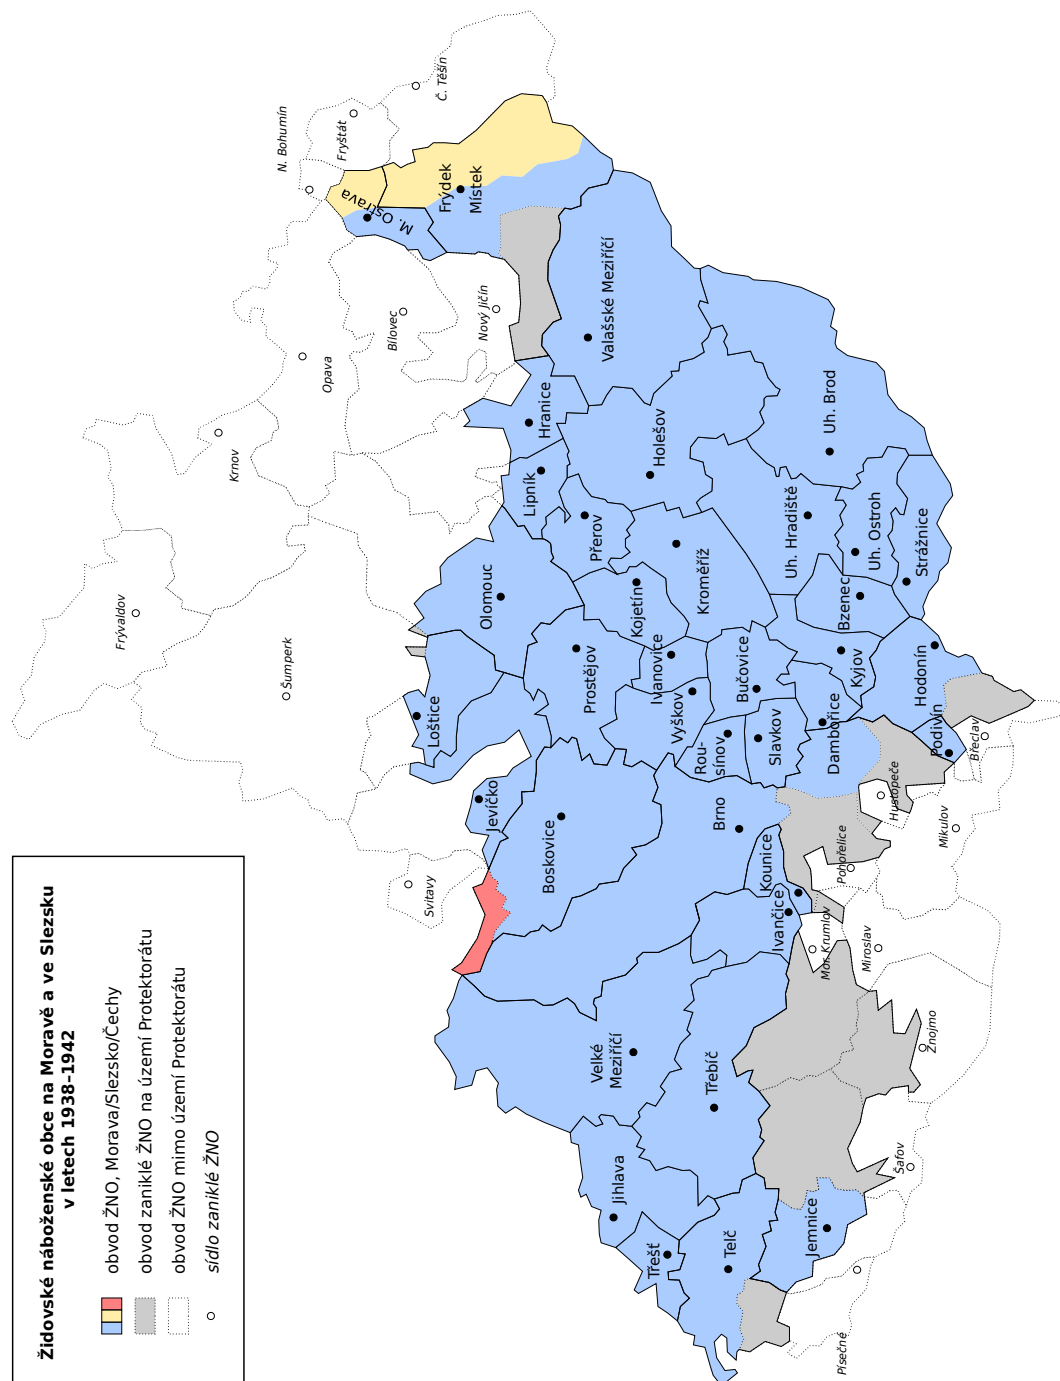 Židovské náboženské obce na Moravě a ve Slezsku
v letech 1938–1942
obvod ŽNO, Morava/Slezsko/Čechy
obvod zaniklé ŽNO na území Protektorátu
obvod ŽNO mimo území Protektorátu
sídlo zaniklé ŽNO
Písečné
Šafov
Znojmo
Miroslav
Mor. Krumlov
Pohořelice
Hustopeče
Mikulov
Břeclav
Svitavy
Šumperk
Frývaldov
Krnov
Opava
Bílovec
Nový Jičín
N. Bohumín
Fryštát
Č. Těšín
Jemnice
Telč
Třešť
Jihlava
Třebíč
Velké
Meziříčí
Ivančice
Kounice
Brno
Boskovice
Jevíčko
Loštice
Olomouc
Prostějov
Vyškov
Rou-
sínov
Slavkov
Bučovice
Ivanovice
Kojetín
Dambořice
Kyjov
Podivín
Hodonín
Bzenec
Strážnice
Uh. Ostroh
Uh. Hradiště
Uh. Brod
Kroměříž
Přerov
Lipník
Hranice
Holešov
Valašské Meziříčí
Frýdek
Místek
M. Ostrava